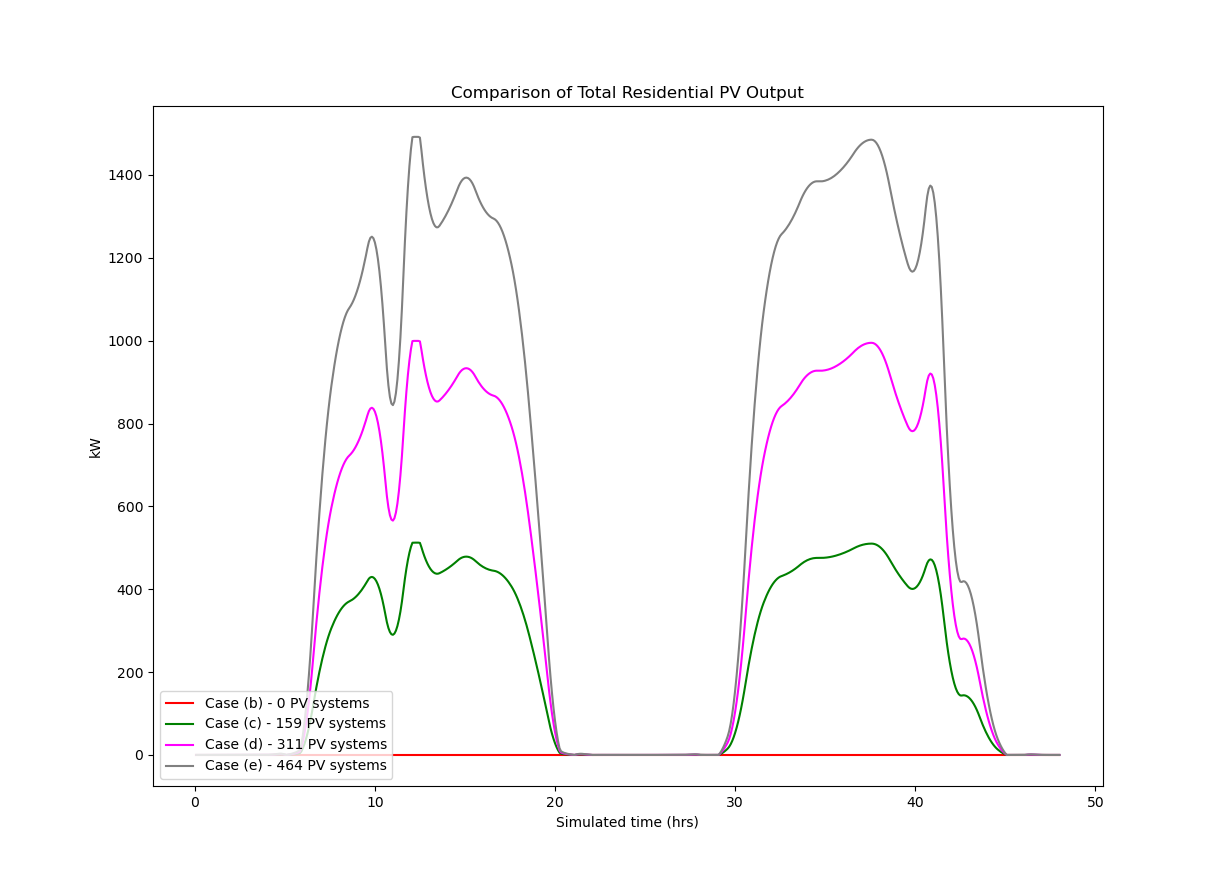 Comparison of Total Residential PV Output
kW
1400
1200
1000
800
600
400
200
0
Case (b) - 0 PV systems
Case (c) - 159 PV systems
Case (d) - 311 PV systems
Case (e) - 464 PV systems
0 10 20 30 40 50
Simulated time (hrs)